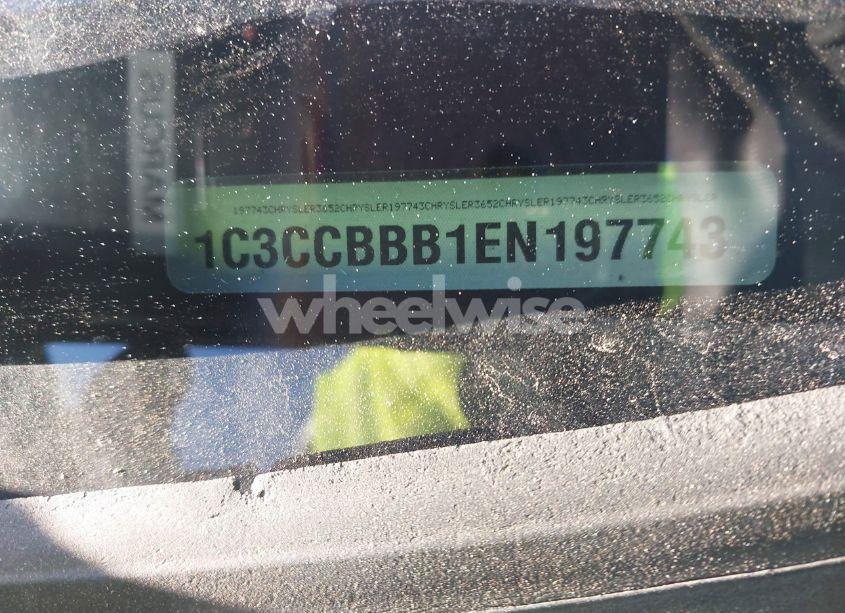 197743CHRYSLER3652CHRYSLER197743CHRYSLER3652CHRYSLER197743CHRYSLER3652CHRYSLER
1C3CCBBB1EN197743
wheelwise